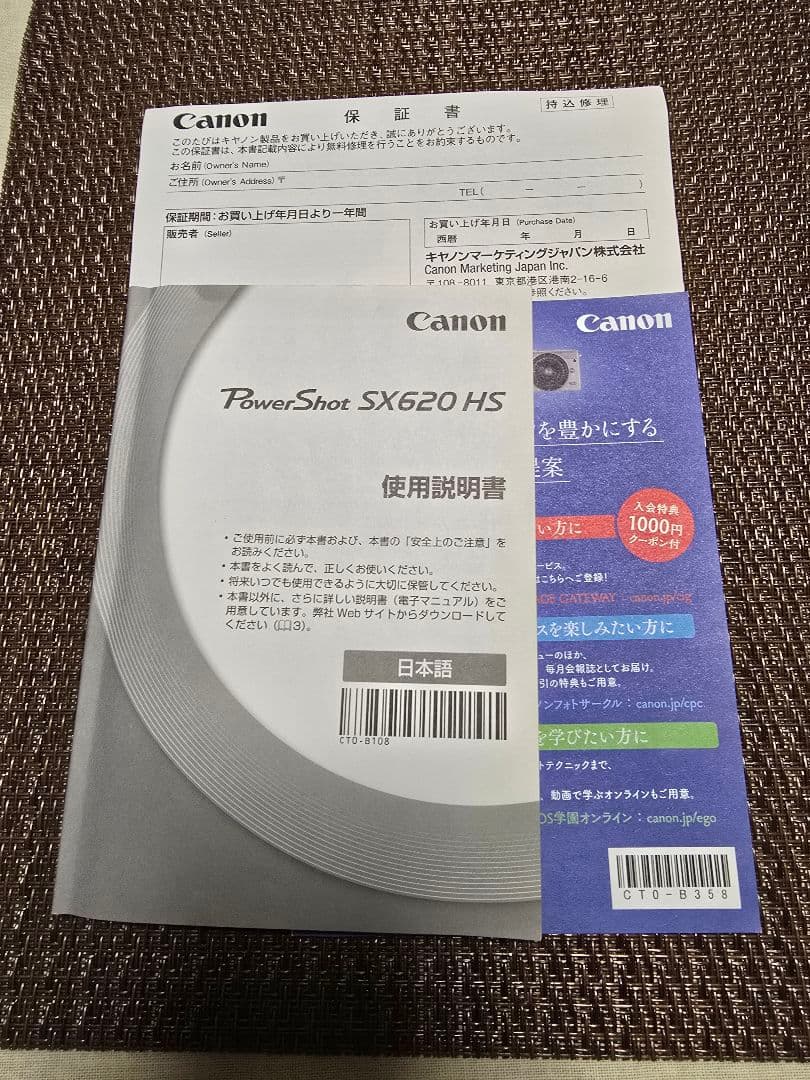 Canon
保証書
持込修理
このたびはキヤノン製品をお買い上げいただき、誠にありがとうございます。
この保証書は、本書記載内容により無料修理を行うことをお約束するものです。
お名前(Owner's Name)
ご住所(Owner's Address)〒
TEL( － － )
保証期間:お買い上げ年月日より一年間
販売者(Seller)
お買い上げ年月日(Purchase Date)
西暦 年 月 日
キヤノンマーケティングジャパン株式会社
Canon Marketing Japan Inc.
〒108-8011 東京都港区港南2-16-6
参照ください。
Canon
PowerShot SX620 HS
使用説明書
・ご使用前に必ず本書および、本書の「安全上のご注意」を
お読みください。
・本書をよく読んで、正しくお使いください。
・将来いつでも使用できるように大切に保管してください。
・本書以外に、さらに詳しい説明書(電子マニュアル)をご
用意しています。弊社Webサイトからダウンロードして
ください(📖3)。
日本語
CT0-B108
Canon
を豊かにする
提案
い方に
入会特典
1000円
クーポン付
ービス。
はこちらへご登録!
GATEWAY:canon.jp/cig
スを楽しみたい方に
ューのほか、
毎月会報誌としてお届け。
引の特典もご用意。
ノンフォトサークル:canon.jp/cpc
を学びたい方に
トテクニックまで、
、動画で学ぶオンラインもご用意。
OS学園オンライン:canon.jp/ego
CT0-B358